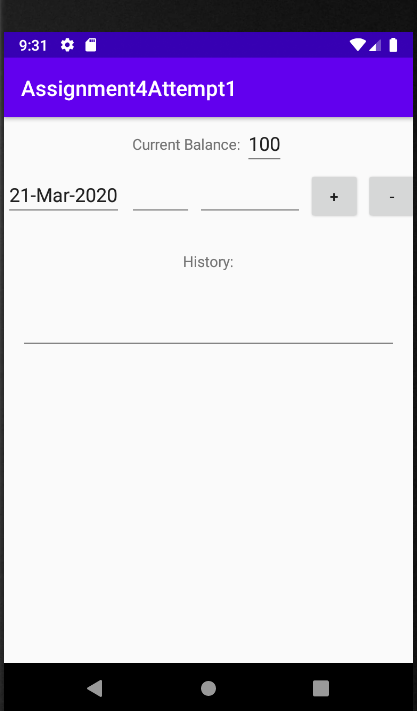 9:31
Assignment4Attempt1
Current Balance: 100
21-Mar-2020 + -
History: